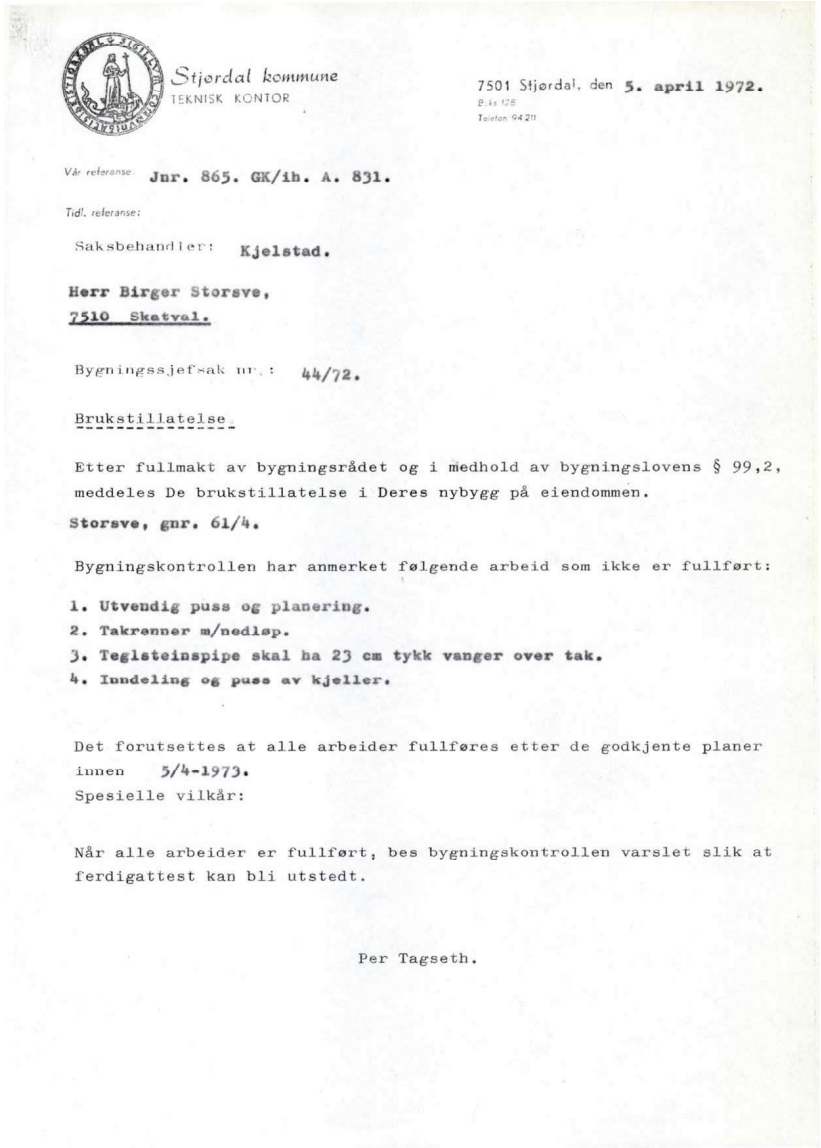 Stjørdal kommune
TEKNISK KONTOR
7501 Stjørdal, den 5. april 1972.
Boks 128
Telefon 94 211
Vår referanse Jnr. 865. GK/ih. A. 831.
Tidl. referanse:
Saksbehandler: Kjelstad.
Herr Birger Storsve,
7510 Skatval.
Bygningssjefsak nr.: 44/72.
Brukstillatelse.
Etter fullmakt av bygningsrådet og i medhold av bygningslovens § 99,2,
meddeles De brukstillatelse i Deres nybygg på eiendommen.
Storsve, gnr. 61/4.
Bygningskontrollen har anmerket følgende arbeid som ikke er fullført:
1. Utvendig puss og planering.
2. Takrenner m/nedløp.
3. Teglsteinspipe skal ha 23 cm tykk vanger over tak.
4. Inndeling og puss av kjeller.
Det forutsettes at alle arbeider fullføres etter de godkjente planer
innen 5/4-1973.
Spesielle vilkår:
Når alle arbeider er fullført, bes bygningskontrollen varslet slik at
ferdigattest kan bli utstedt.
Per Tagseth.